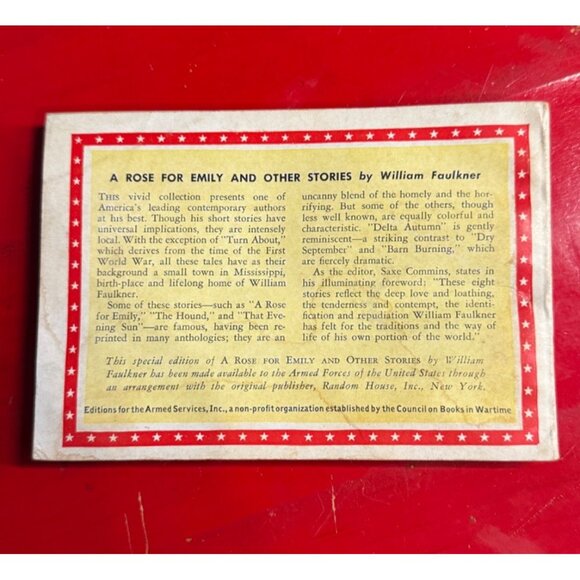 A ROSE FOR EMILY AND OTHER STORIES by William Faulkner
THIS vivid collection presents one of
America's leading contemporary authors
at his best. Though his short stories have
universal implications, they are intensely
local. With the exception of "Turn About,"
which derives from the time of the First
World War, all these tales have as their
background a small town in Mississippi,
birth-place and lifelong home of William
Faulkner.
Some of these stories—such as "A Rose
for Emily," "The Hound," and "That Eve-
ning Sun"—are famous, having been re-
printed in many anthologies; they are an
uncanny blend of the homely and the hor-
rifying. But some of the others, though
less well known, are equally colorful and
characteristic. "Delta Autumn" is gently
reminiscent—a striking contrast to "Dry
September" and "Barn Burning," which
are fiercely dramatic.
As the editor, Saxe Commins, states in
his illuminating foreword: "These eight
stories reflect the deep love and loathing,
the tenderness and contempt, the identi-
fication and repudiation William Faulkner
has felt for the traditions and the way of
life of his own portion of the world."
This special edition of A ROSE FOR EMILY AND OTHER STORIES by William
Faulkner has been made available to the Armed Forces of the United States through
an arrangement with the original publisher, Random House, Inc., New York.
Editions for the Armed Services, Inc., a non-profit organization established by the Council on Books in Wartime